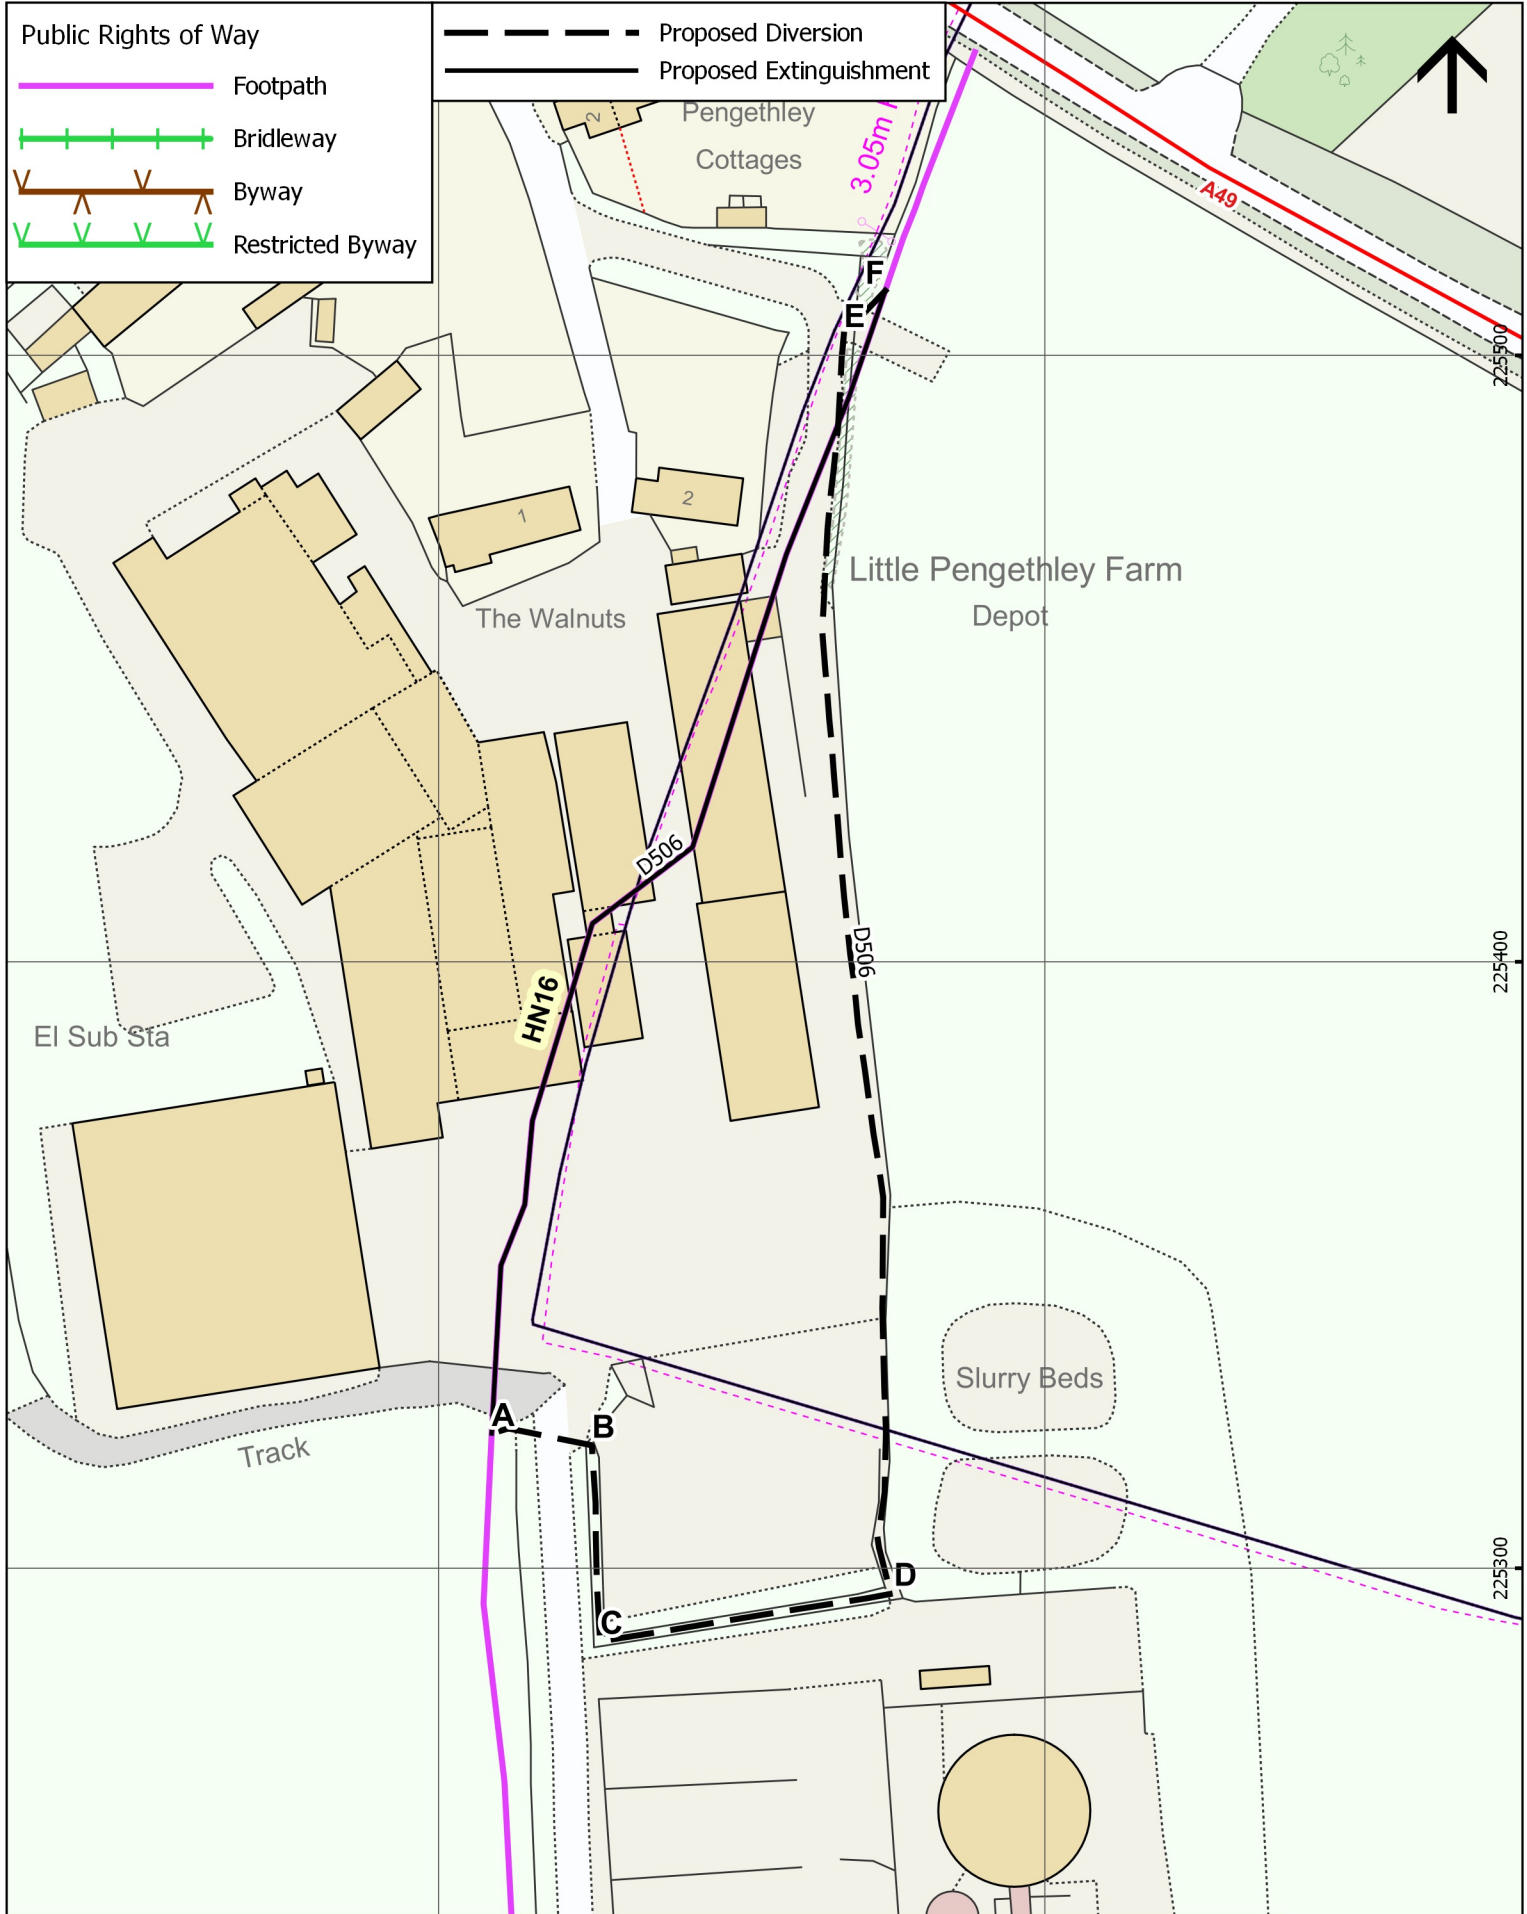 Public Rights of Way
Footpath
Bridleway
Byway
Restricted Byway
Proposed Diversion
Proposed Extinguishment
2
Pengethley
Cottages
3.05m
A49
F
E
225500
1
2
The Walnuts
Little Pengethley Farm
Depot
D506
D506
HN16
225400
El Sub Sta
Slurry Beds
A
B
Track
D
C
225300